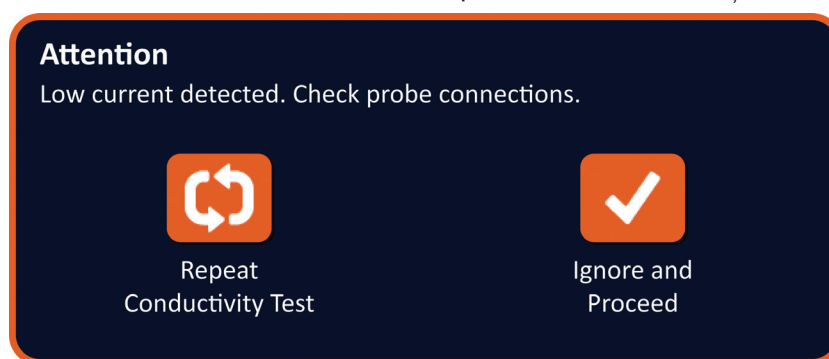 Attention
Low current detected. Check probe connections.
Repeat
Conductivity Test
Ignore and
Proceed